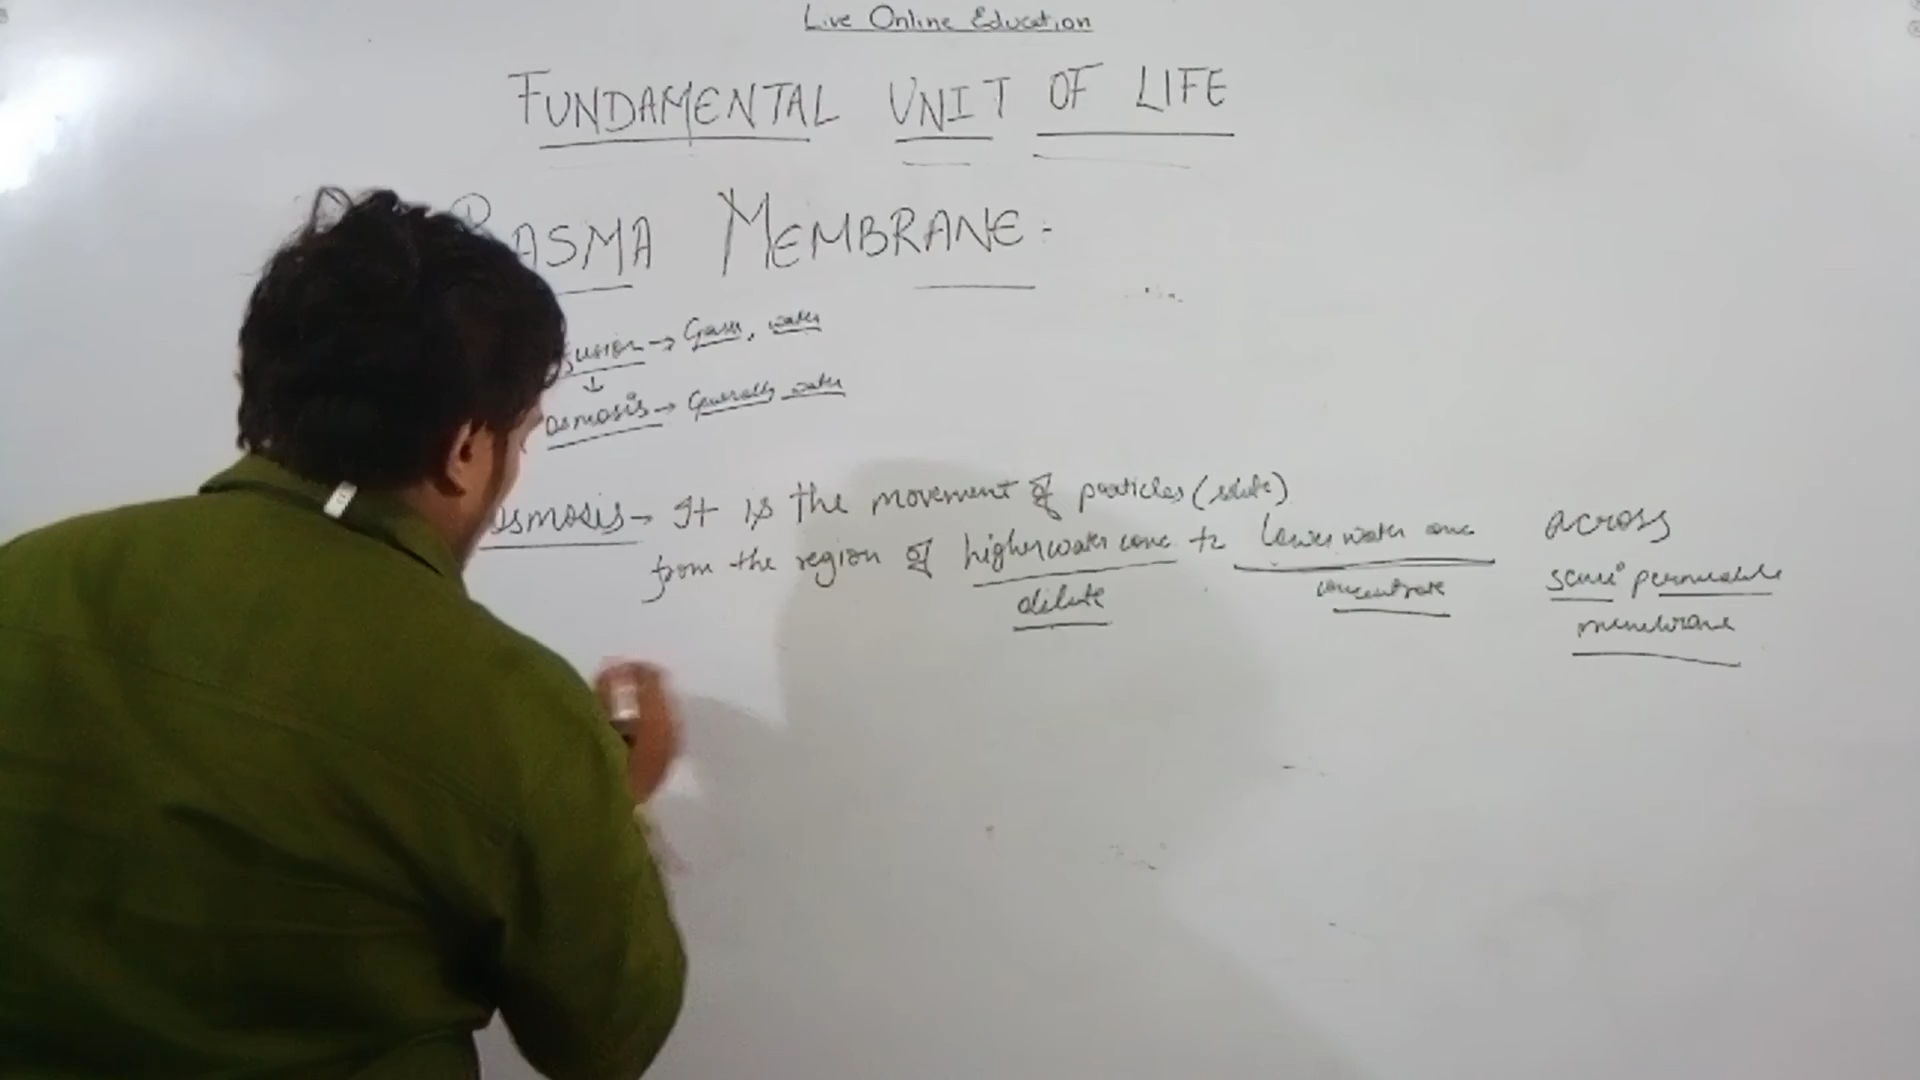 Live Online Education
FUNDAMENTAL UNIT OF LIFE
PLASMA MEMBRANE :-
water
Osmosis → Generally water
Osmosis → It is the movement of particles (solute)
from the region of higher water conc to lower water conc across
dilute concentrate semi permeable
membrane